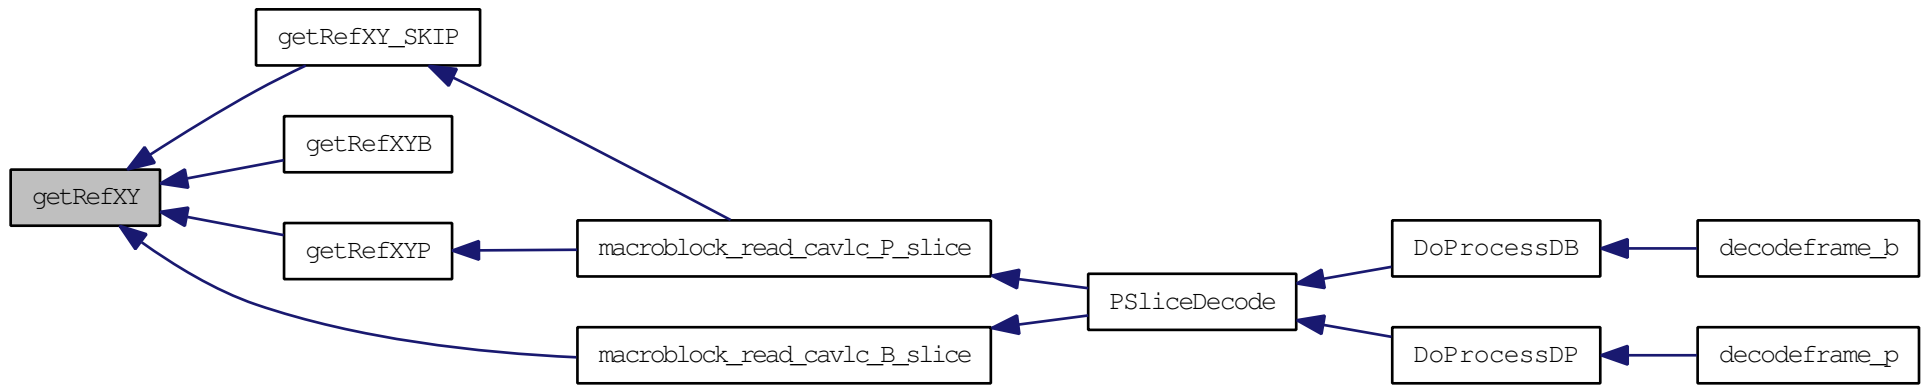 getRefXY_SKIP
getRefXYB
getRefXY
getRefXYP
macroblock_read_cavlc_P_slice
macroblock_read_cavlc_B_slice
PSliceDecode
DoProcessDB
decodeframe_b
DoProcessDP
decodeframe_p